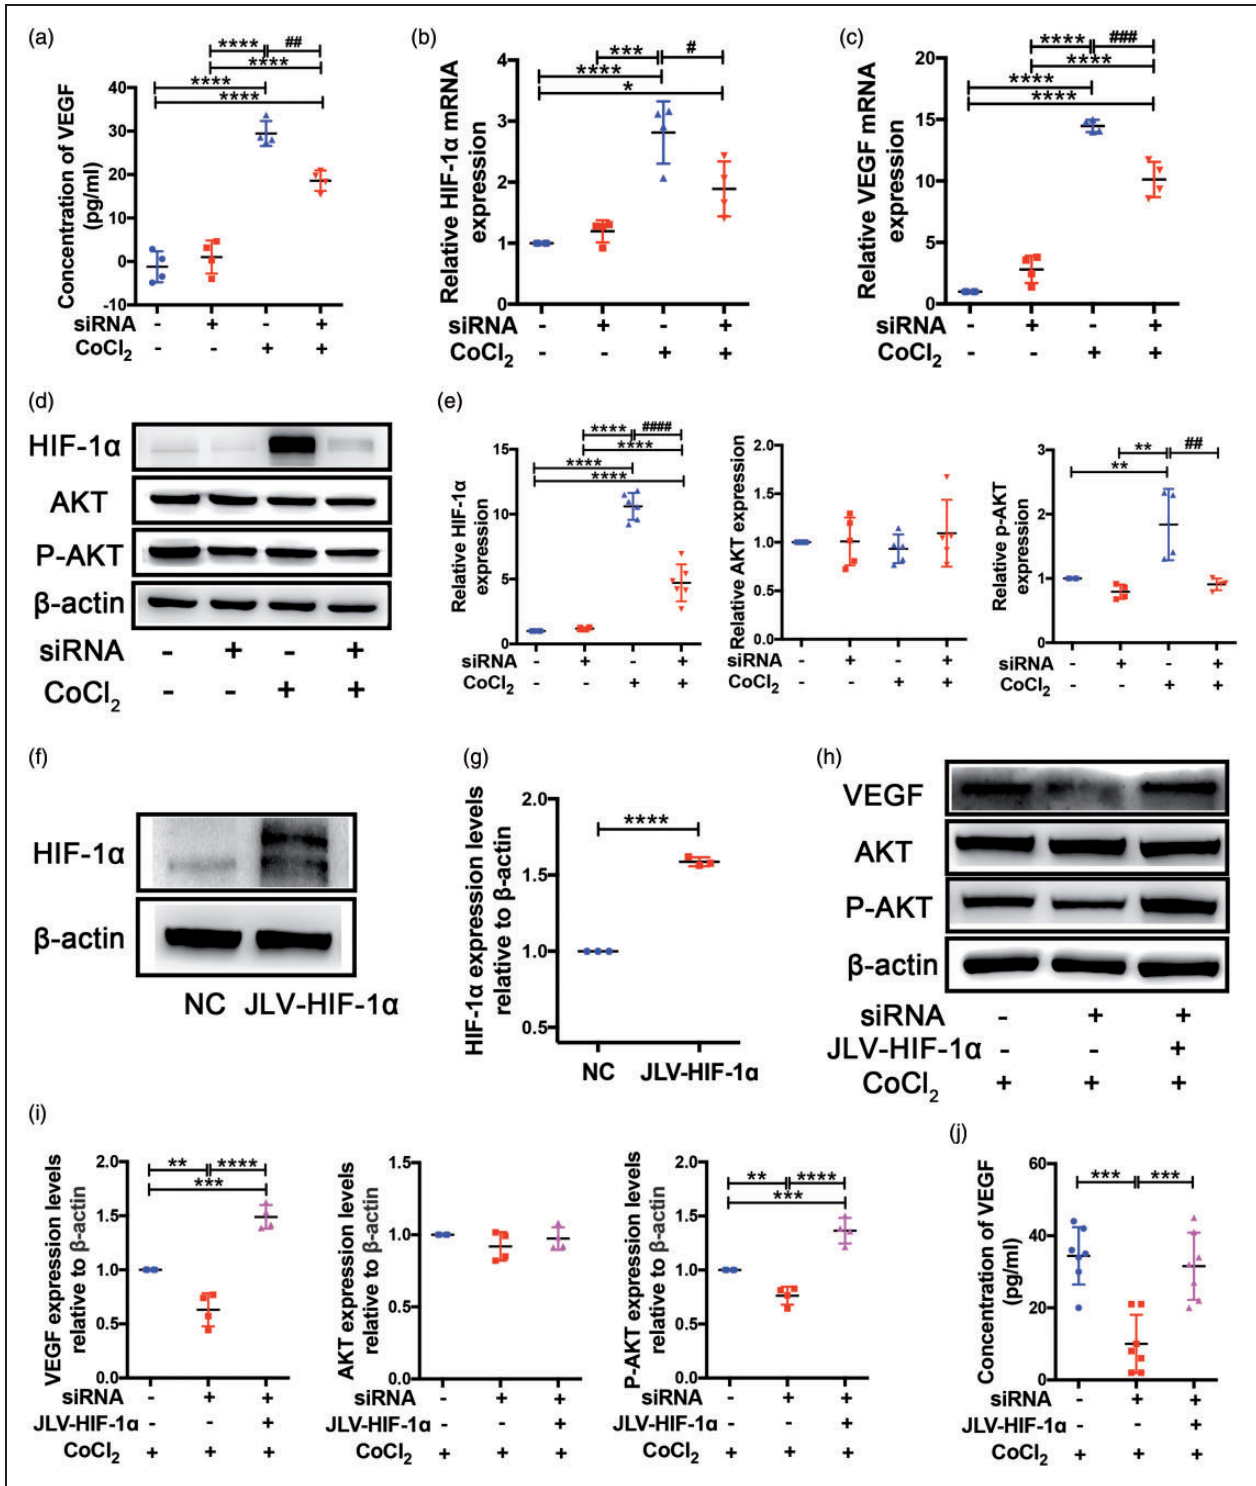 (a)
Concentration of VEGF
(pg/ml)
40
30
20
10
0
-10
**** ##
****
****
****
siRNA - + - +
CoCl2 - - + +
(b)
Relative HIF-1α mRNA
expression
4
3
2
1
0
*** #
****
*
siRNA - + - +
CoCl2 - - + +
(c)
Relative VEGF mRNA
expression
20
15
10
5
0
**** ###
****
****
****
siRNA - + - +
CoCl2 - - + +
(d)
HIF-1α
AKT
P-AKT
β-actin
siRNA - + - +
CoCl2 - - + +
(e)
Relative HIF-1α
expression
15
10
5
0
**** ####
****
****
****
siRNA - + - +
CoCl2 - - + +
Relative AKT expression
2.0
1.5
1.0
0.5
0.0
siRNA - + - +
CoCl2 - - + +
Relative p-AKT
expression
3
2
1
0
** ##
**
siRNA - + - +
CoCl2 - - + +
(f)
HIF-1α
β-actin
NC JLV-HIF-1α
(g)
HIF-1α expression levels
relative to β-actin
2.0
1.5
1.0
0.5
****
NC JLV-HIF-1α
(h)
VEGF
AKT
P-AKT
β-actin
siRNA - + +
JLV-HIF-1α - - +
CoCl2 + + +
(i)
VEGF expression levels
relative to β-actin
2.0
1.5
1.0
0.5
0.0
** ****
***
siRNA - + +
JLV-HIF-1α - - +
CoCl2 + + +
AKT expression levels
relative to β-actin
1.5
1.0
0.5
0.0
siRNA - + +
JLV-HIF-1α - - +
CoCl2 + + +
P-AKT expression levels
relative to β-actin
2.0
1.5
1.0
0.5
0.0
** ****
***
siRNA - + +
JLV-HIF-1α - - +
CoCl2 + + +
(j)
Concentration of VEGF
(pg/ml)
60
40
20
0
*** ***
siRNA - + +
JLV-HIF-1α - - +
CoCl2 + + +